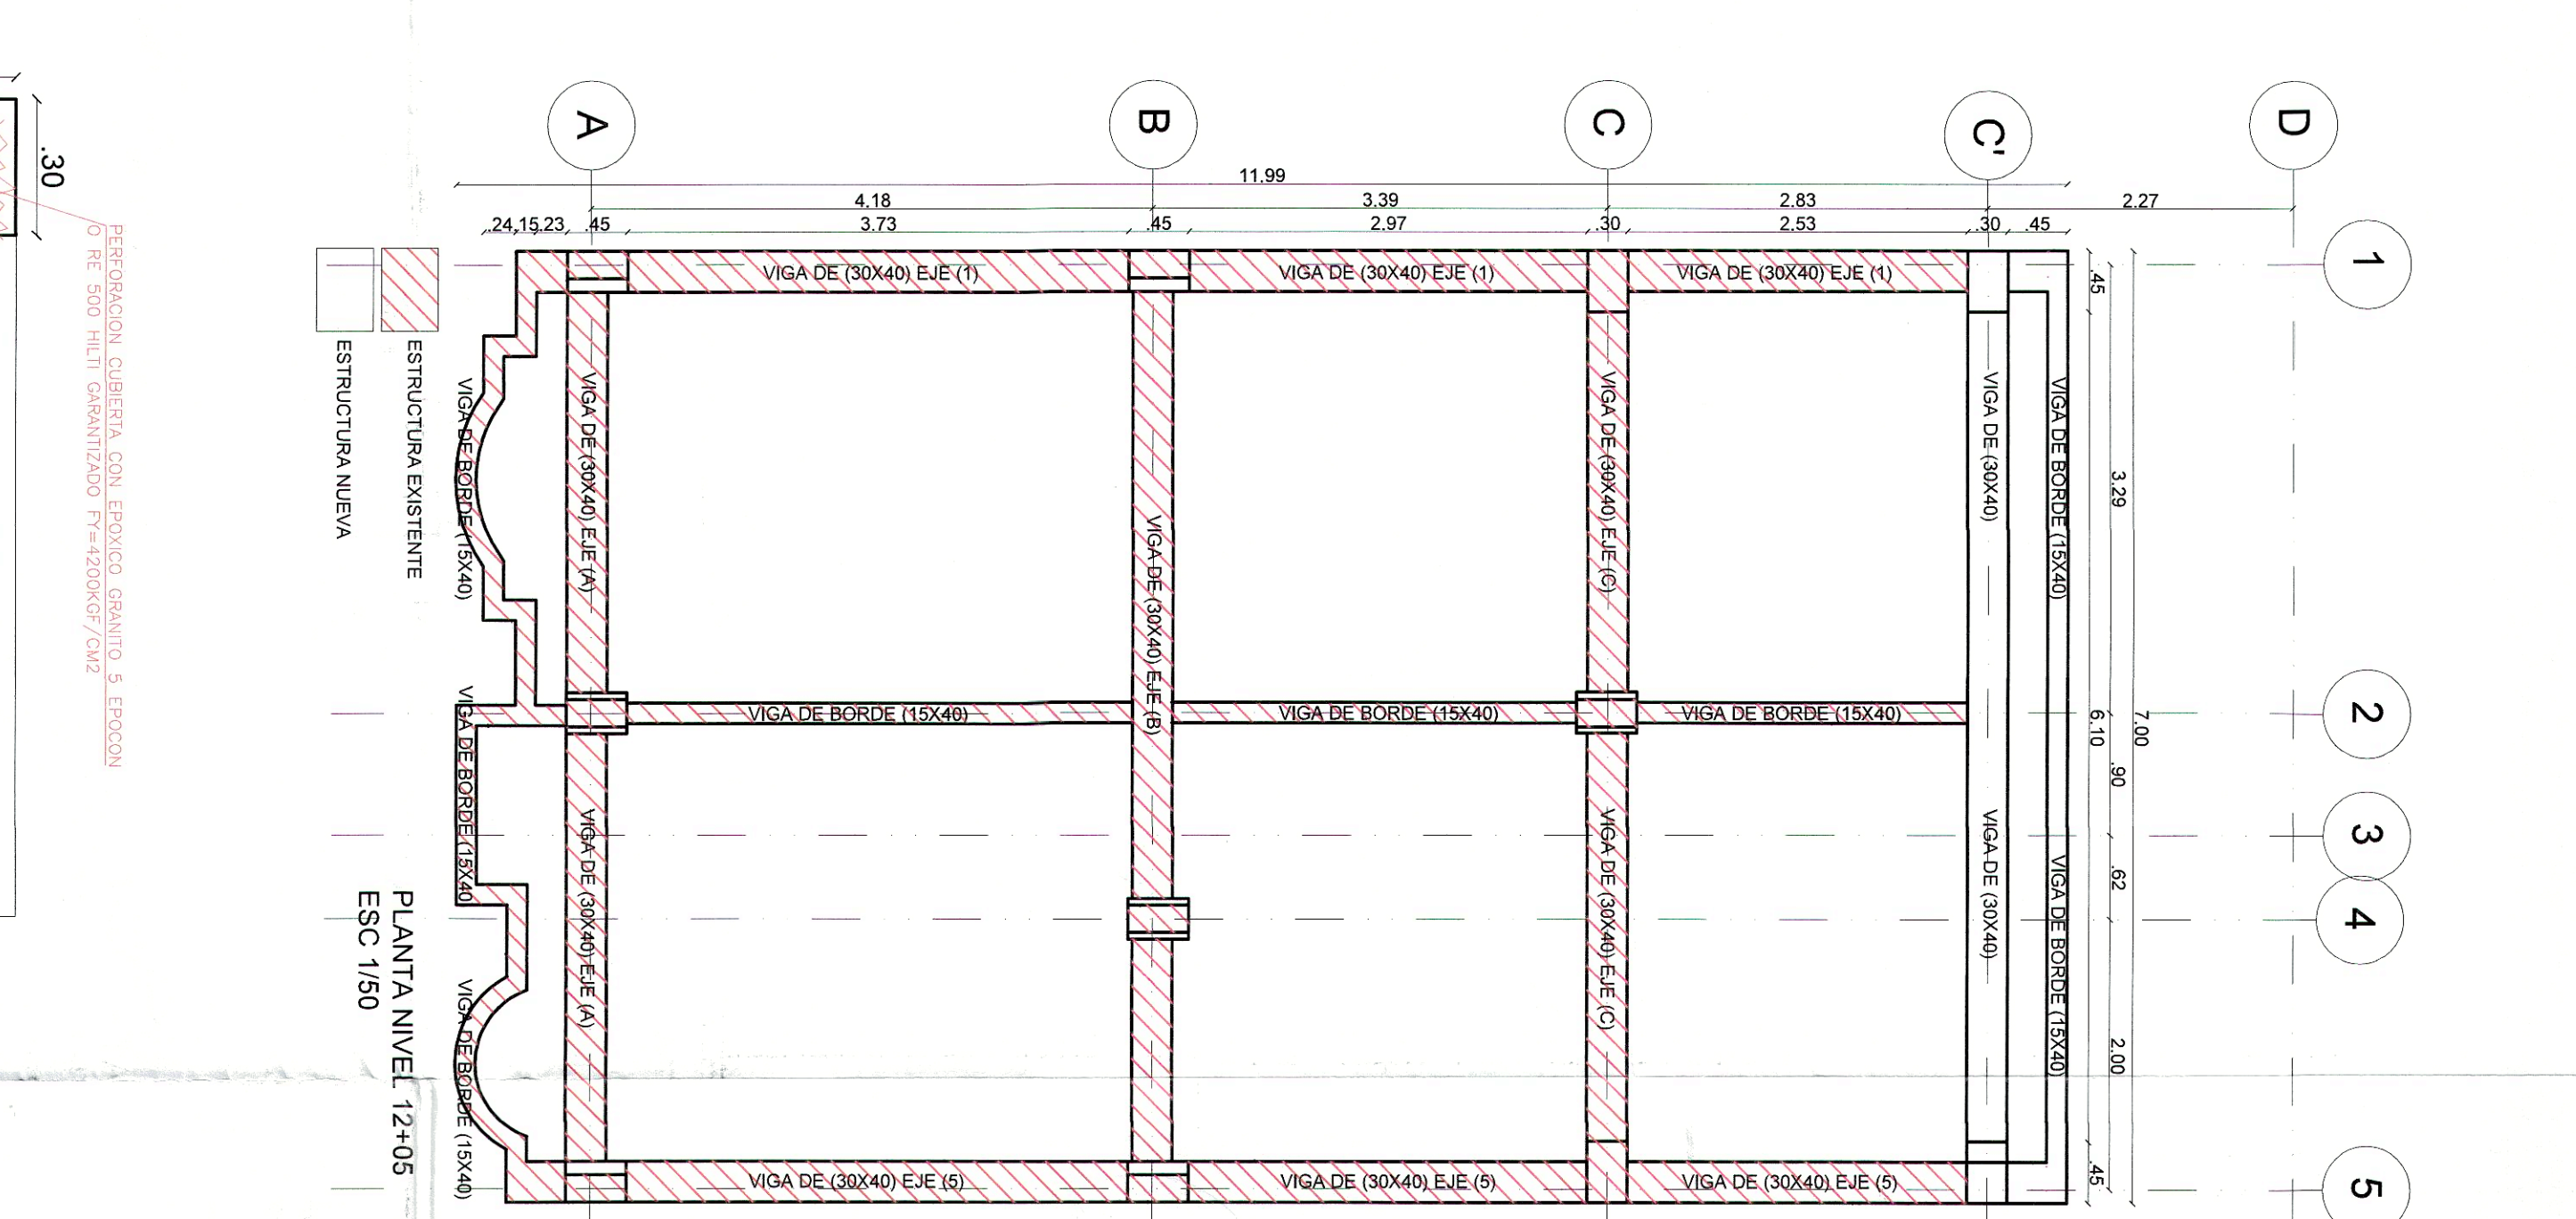 A
B
C
C'
D
11.99
4.18
3.39
2.83
2.27
.24
.15
.23
.45
3.73
.45
2.97
.30
2.53
.30
.45
1
2
3
4
5
.30
VIGA DE (30X40) EJE (1)
VIGA DE (30X40) EJE (1)
VIGA DE (30X40) EJE (1)
VIGA DE (30X40) EJE (A)
VIGA DE (30X40) EJE (B)
VIGA DE (30X40) EJE (C)
VIGA DE (30X40)
VIGA DE BORDE (15X40)
VIGA DE BORDE (15X40)
VIGA DE BORDE (15X40)
VIGA DE BORDE (15X40)
VIGA DE BORDE (15X40)
VIGA DE (30X40) EJE (A)
VIGA DE (30X40) EJE (C)
VIGA DE (30X40)
VIGA DE BORDE (15X40)
VIGA DE BORDE (15X40)
VIGA DE BORDE (15X40)
VIGA DE (30X40) EJE (5)
VIGA DE (30X40) EJE (5)
VIGA DE (30X40) EJE (5)
.45
6.10
.45
3.29
.90
.62
2.00
7.00
ESTRUCTURA EXISTENTE
ESTRUCTURA NUEVA
PLANTA NIVEL 12+05
ESC 1/50
PERFORACION CUBIERTA CON EPOXICO GRANITO 5 EPOCON
O RE 500 HILTI GARANTIZADO FY=4200KGF/CM2